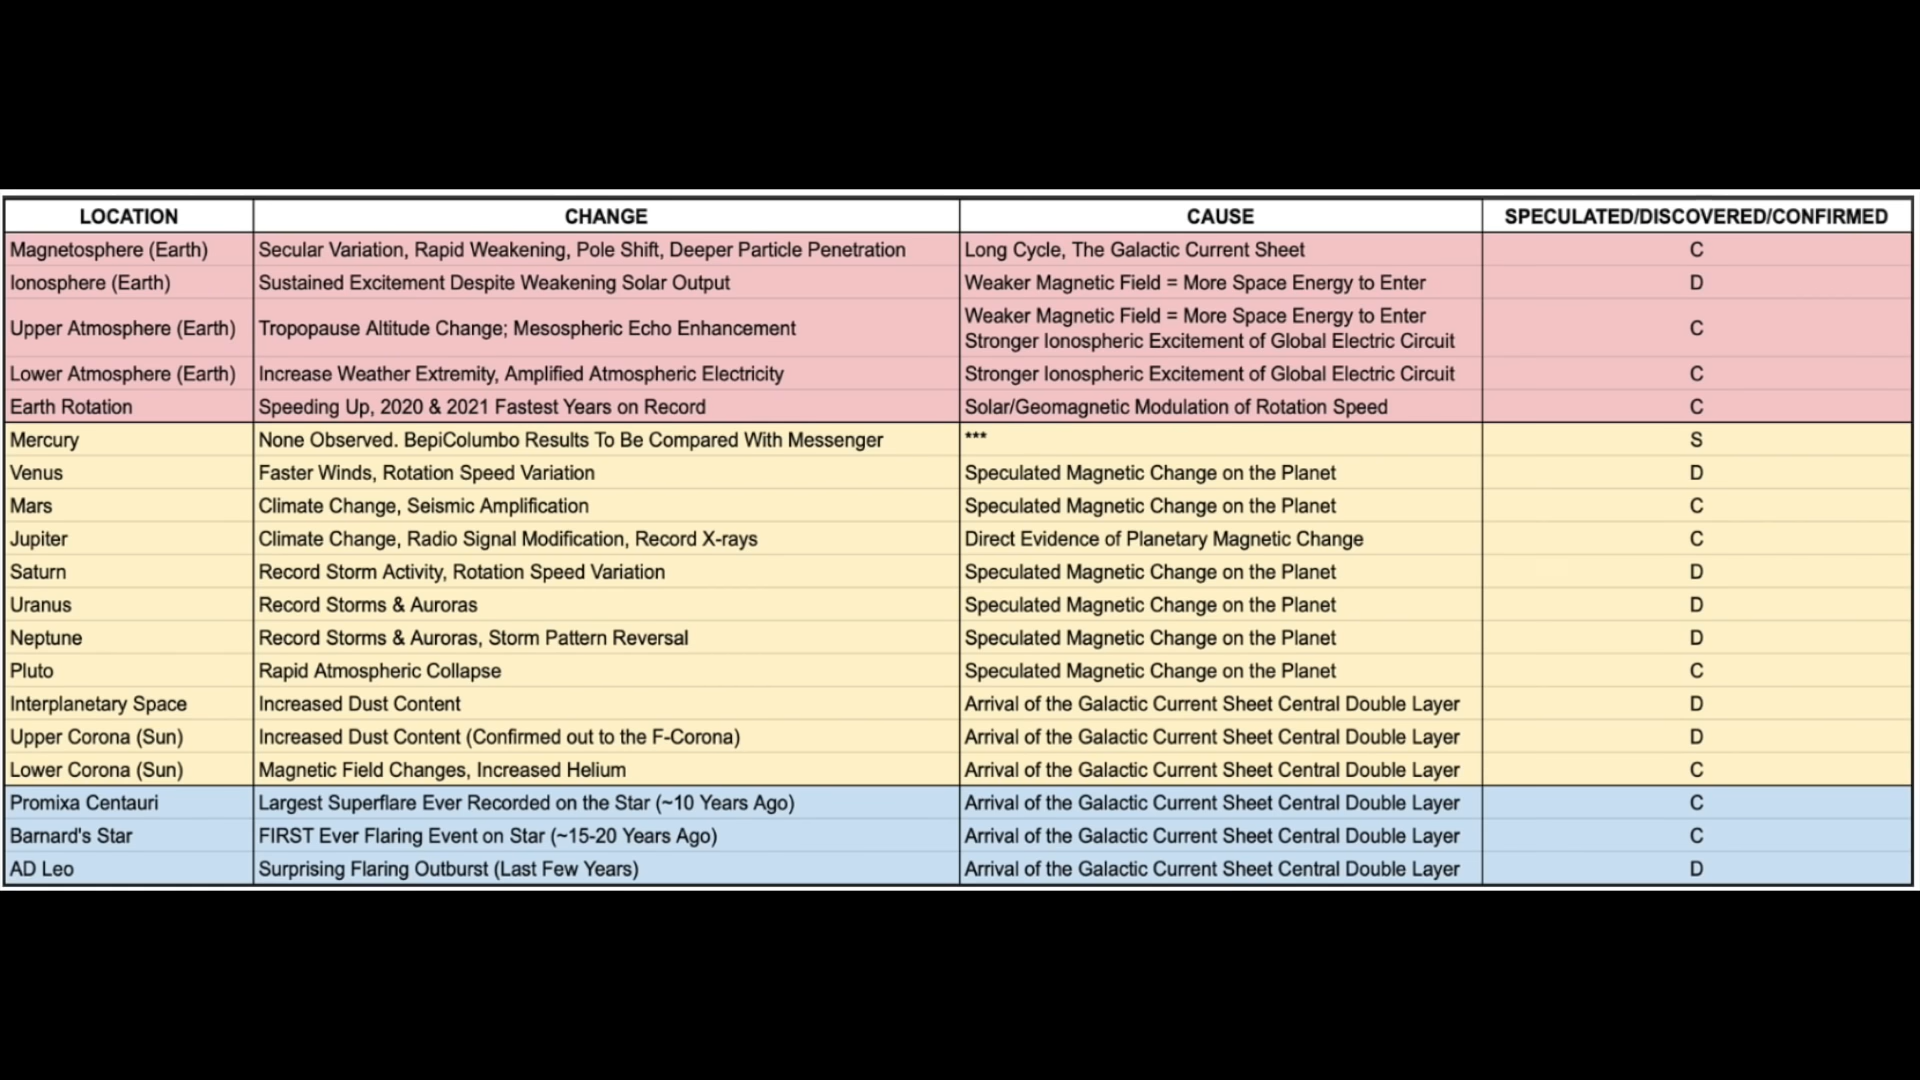 LOCATION CHANGE CAUSE SPECULATED/DISCOVERED/CONFIRMED
Magnetosphere (Earth) Secular Variation, Rapid Weakening, Pole Shift, Deeper Particle Penetration Long Cycle, The Galactic Current Sheet C
Ionosphere (Earth) Sustained Excitement Despite Weakening Solar Output Weaker Magnetic Field = More Space Energy to Enter D
Upper Atmosphere (Earth) Tropopause Altitude Change; Mesospheric Echo Enhancement Weaker Magnetic Field = More Space Energy to Enter
Stronger Ionospheric Excitement of Global Electric Circuit C
Lower Atmosphere (Earth) Increase Weather Extremity, Amplified Atmospheric Electricity Stronger Ionospheric Excitement of Global Electric Circuit C
Earth Rotation Speeding Up, 2020 & 2021 Fastest Years on Record Solar/Geomagnetic Modulation of Rotation Speed C
Mercury None Observed. BepiColumbo Results To Be Compared With Messenger *** S
Venus Faster Winds, Rotation Speed Variation Speculated Magnetic Change on the Planet D
Mars Climate Change, Seismic Amplification Speculated Magnetic Change on the Planet C
Jupiter Climate Change, Radio Signal Modification, Record X-rays Direct Evidence of Planetary Magnetic Change C
Saturn Record Storm Activity, Rotation Speed Variation Speculated Magnetic Change on the Planet D
Uranus Record Storms & Auroras Speculated Magnetic Change on the Planet D
Neptune Record Storms & Auroras, Storm Pattern Reversal Speculated Magnetic Change on the Planet D
Pluto Rapid Atmospheric Collapse Speculated Magnetic Change on the Planet C
Interplanetary Space Increased Dust Content Arrival of the Galactic Current Sheet Central Double Layer D
Upper Corona (Sun) Increased Dust Content (Confirmed out to the F-Corona) Arrival of the Galactic Current Sheet Central Double Layer D
Lower Corona (Sun) Magnetic Field Changes, Increased Helium Arrival of the Galactic Current Sheet Central Double Layer C
Promixa Centauri Largest Superflare Ever Recorded on the Star (~10 Years Ago) Arrival of the Galactic Current Sheet Central Double Layer C
Barnard's Star FIRST Ever Flaring Event on Star (~15-20 Years Ago) Arrival of the Galactic Current Sheet Central Double Layer C
AD Leo Surprising Flaring Outburst (Last Few Years) Arrival of the Galactic Current Sheet Central Double Layer D